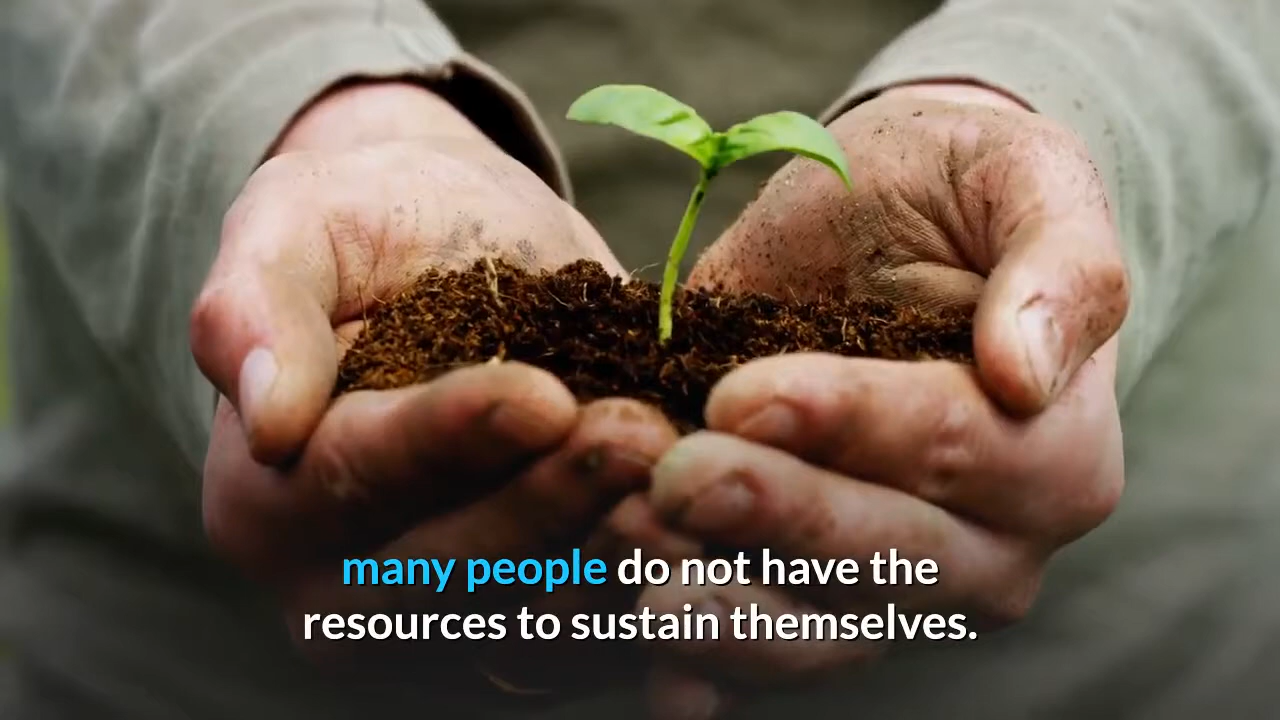 many people do not have the
resources to sustain themselves.